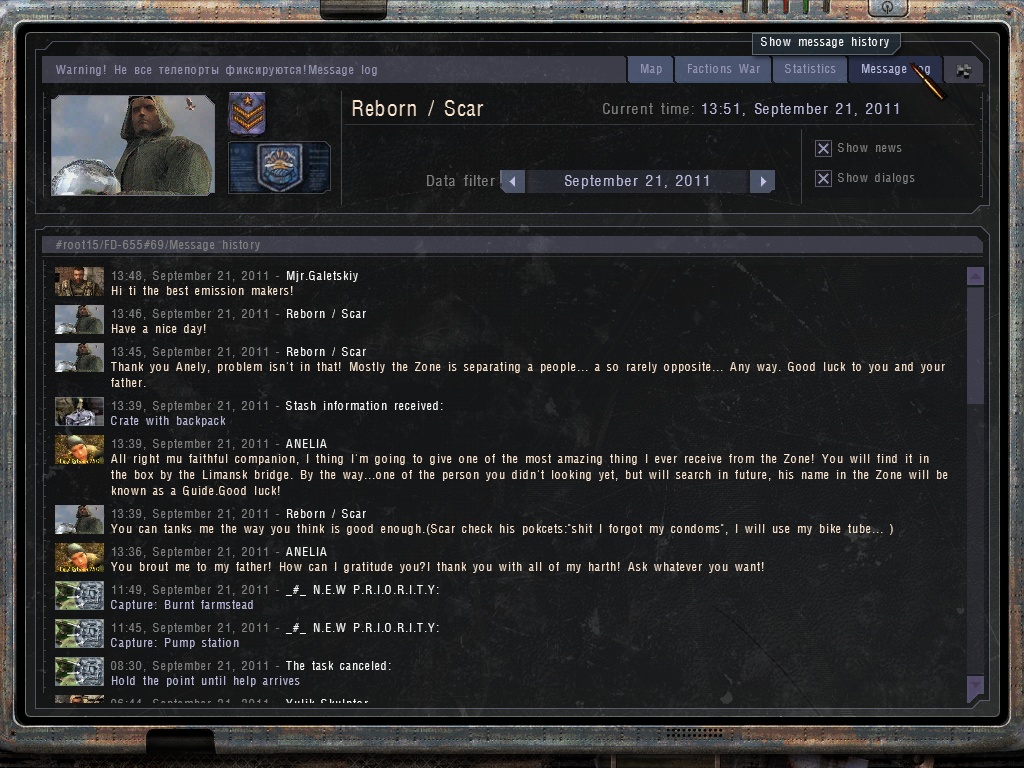 Show message history
Warning! Не все телепорты фиксируются!Message log
Map
Factions War
Statistics
Message
Reborn / Scar
Current time: 13:51, September 21, 2011
Show news
Data filter
September 21, 2011
Show dialogs
#root15/FD-655#69/Message history
13:48, September 21, 2011 - Mjr.Galetskiy
Hi ti the best emission makers!
13:46, September 21, 2011 - Reborn / Scar
Have a nice day!
13:45, September 21, 2011 - Reborn / Scar
Thank you Anely, problem isn't in that! Mostly the Zone is separating a people... a so rarely opposite... Any way. Good luck to you and your
father.
13:39, September 21, 2011 - Stash information received:
Crate with backpack
13:39, September 21, 2011 - ANELIA
All right mu faithful companion, I thing I'm going to give one of the most amazing thing I ever receive from the Zone! You will find it in
the box by the Limansk bridge. By the way...one of the person you didn't looking yet, but will search in future, his name in the Zone will be
known as a Guide.Good luck!
13:39, September 21, 2011 - Reborn / Scar
You can tanks me the way you think is good enough.(Scar check his pokcets:"shit I forgot my condoms", I will use my bike tube... )
13:36, September 21, 2011 - ANELIA
You brout me to my father! How can I gratitude you?I thank you with all of my harth! Ask whatever you want!
11:49, September 21, 2011 - _#_ N.E.W P.R.I.O.R.I.T.Y:
Capture: Burnt farmstead
11:45, September 21, 2011 - _#_ N.E.W P.R.I.O.R.I.T.Y:
Capture: Pump station
08:30, September 21, 2011 - The task canceled:
Hold the point until help arrives
06:44, September 21, 2011 - Yulik Skulptor